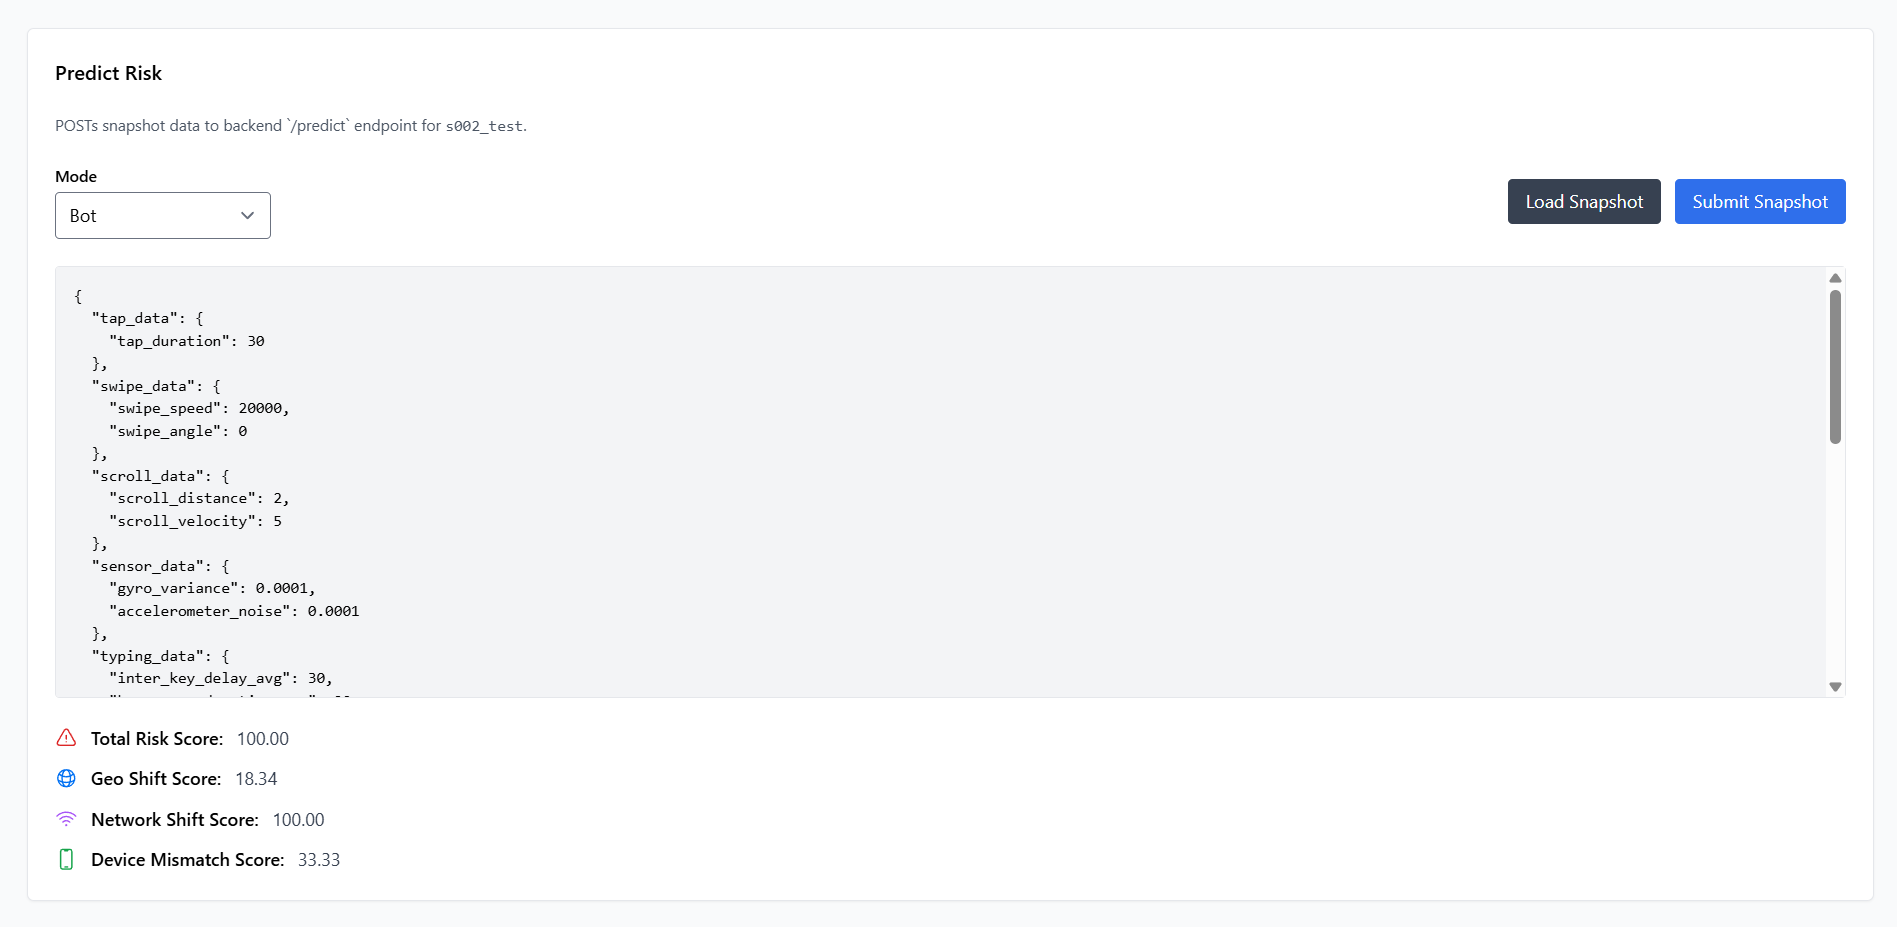 Predict Risk
POSTs snapshot data to backend `/predict` endpoint for s002_test.
Mode
Bot
Load Snapshot
Submit Snapshot
{
  "tap_data": {
    "tap_duration": 30
  },
  "swipe_data": {
    "swipe_speed": 20000,
    "swipe_angle": 0
  },
  "scroll_data": {
    "scroll_distance": 2,
    "scroll_velocity": 5
  },
  "sensor_data": {
    "gyro_variance": 0.0001,
    "accelerometer_noise": 0.0001
  },
  "typing_data": {
    "inter_key_delay_avg": 30,
Total Risk Score: 100.00
Geo Shift Score: 18.34
Network Shift Score: 100.00
Device Mismatch Score: 33.33